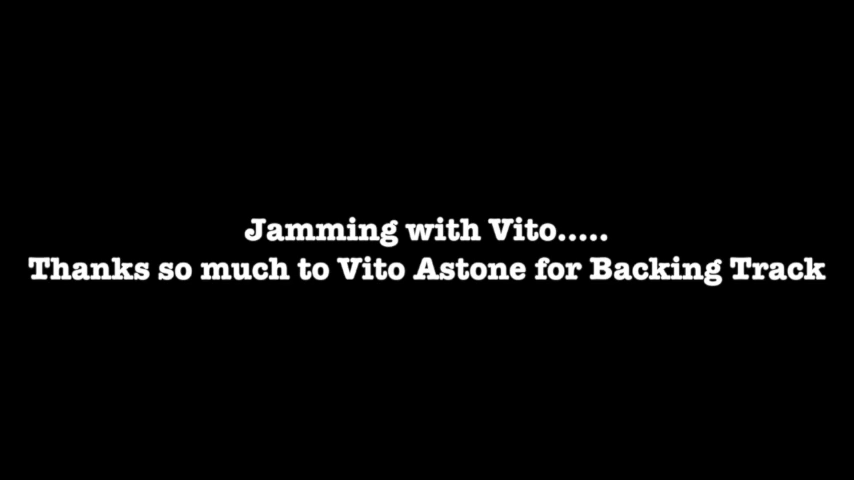 Jamming with Vito.....
Thanks so much to Vito Astone for Backing Track